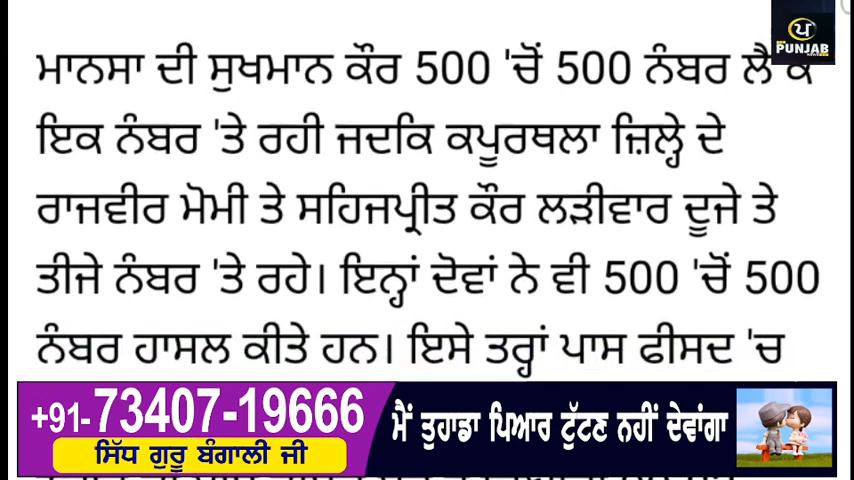 PUNJAB
ਮਾਨਸਾ ਦੀ ਸੁਖਮਾਨ ਕੌਰ 500 'ਚੋਂ 500 ਨੰਬਰ ਲੈ ਕੇ
ਇਕ ਨੰਬਰ 'ਤੇ ਰਹੀ ਜਦਕਿ ਕਪੂਰਥਲਾ ਜ਼ਿਲ੍ਹੇ ਦੇ
ਰਾਜਵੀਰ ਮੋਮੀ ਤੇ ਸਹਿਜਪ੍ਰੀਤ ਕੌਰ ਲੜੀਵਾਰ ਦੂਜੇ ਤੇ
ਤੀਜੇ ਨੰਬਰ 'ਤੇ ਰਹੇ। ਇਨ੍ਹਾਂ ਦੋਵਾਂ ਨੇ ਵੀ 500 'ਚੋਂ 500
ਨੰਬਰ ਹਾਸਲ ਕੀਤੇ ਹਨ। ਇਸੇ ਤਰ੍ਹਾਂ ਪਾਸ ਫੀਸਦ 'ਚ
+91-73407-19666
ਸਿੱਧ ਗੁਰੂ ਬੰਗਾਲੀ ਜੀ
ਮੈਂ ਤੁਹਾਡਾ ਪਿਆਰ ਟੁੱਟਣ ਨਹੀਂ ਦੇਵਾਂਗਾ